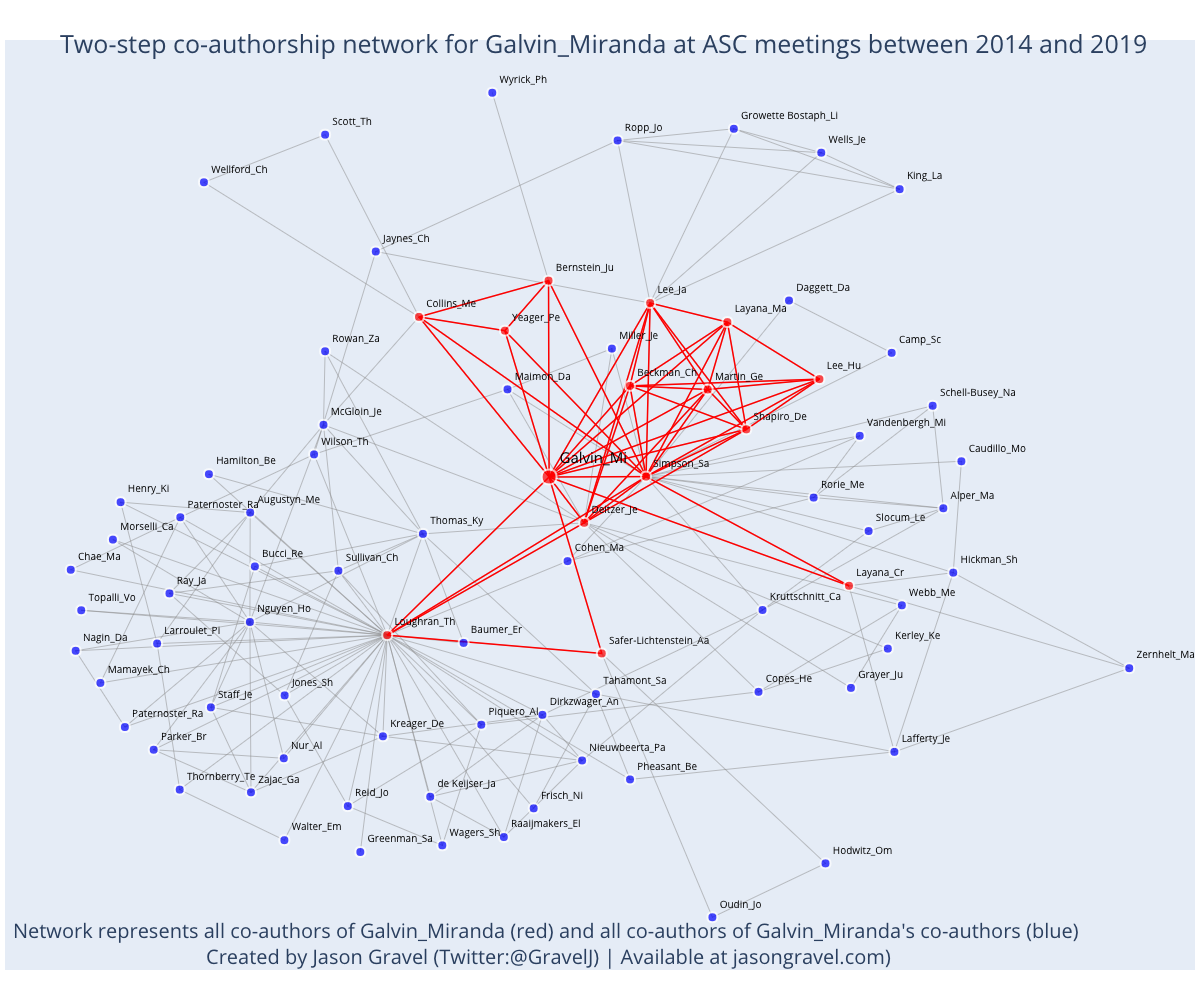 Two-step co-authorship network for Galvin_Miranda at ASC meetings between 2014 and 2019
Wyrick_Ph
Growette Bostaph_Li
Scott_Th
Ropp_Jo
Wells_Je
Wellford_Ch
King_La
Jaynes_Ch
Bernstein_Ju
Lee_Ja
Daggett_Da
Collins_Me
Layana_Ma
Yeager_Pe
Rowan_Za
Miller_Je
Camp_Sc
Lee_Hu
Maimon_Da
Beckman_Ch
Martin_Ge
Schell-Busey_Na
McGloin_Je
Shapiro_De
Vandenbergh_Mi
Wilson_Th
Caudillo_Mo
Galvin_Mi
Hamilton_Be
Simpson_Sa
Rorie_Me
Henry_Ki
Augustyn_Me
Alper_Ma
Paternoster_Ra
Deitzer_Je
Slocum_Le
Morselli_Ca
Thomas_Ky
Cohen_Ma
Bucci_Re
Chae_Ma
Sullivan_Ch
Hickman_Sh
Layana_Cr
Ray_Ja
Webb_Me
Topalli_Vo
Kruttschnitt_Ca
Nguyen_Ho
Loughran_Th
Larroulet_Pi
Baumer_Er
Nagin_Da
Safer-Lichtenstein_Aa
Kerley_Ke
Zernhelt_Ma
Mamayek_Ch
Tahamont_Sa
Copes_He
Grayer_Ju
Jones_Sh
Staff_Je
Dirkzwager_An
Paternoster_Ra
Piquero_Al
Kreager_De
Parker_Br
Lafferty_Je
Nur_Al
Nieuwbeerta_Pa
Pheasant_Be
Thornberry_Te
Zajac_Ga
de Keijser_Ja
Reid_Jo
Frisch_Ni
Raaijmakers_El
Walter_Em
Wagers_Sh
Greenman_Sa
Hodwitz_Om
Oudin_Jo
Network represents all co-authors of Galvin_Miranda (red) and all co-authors of Galvin_Miranda's co-authors (blue)
Created by Jason Gravel (Twitter:@GravelJ) | Available at jasongravel.com)